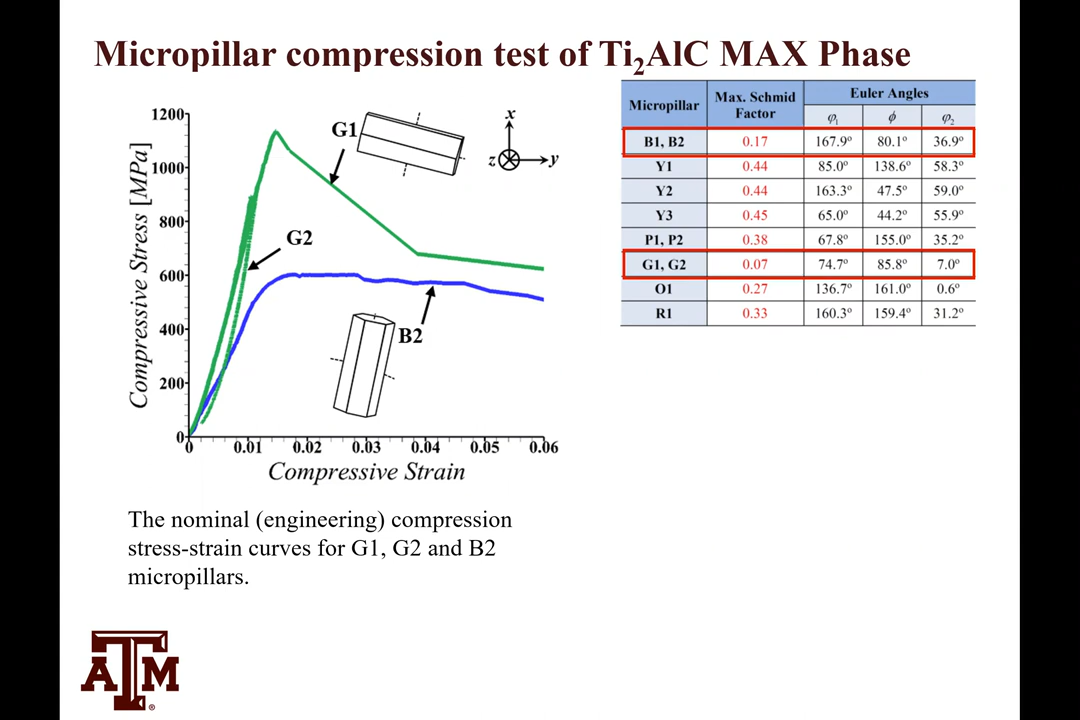 Micropillar compression test of Ti₂AlC MAX Phase
1200
1000
800
600
400
200
0
Compressive Stress [MPa]
0 0.01 0.02 0.03 0.04 0.05 0.06
Compressive Strain
G1
G2
B2
x
z
y
Micropillar Max. Schmid Factor Euler Angles
φ₁ ϕ φ₂
B1, B2 0.17 167.9° 80.1° 36.9°
Y1 0.44 85.0° 138.6° 58.3°
Y2 0.44 163.3° 47.5° 59.0°
Y3 0.45 65.0° 44.2° 55.9°
P1, P2 0.38 67.8° 155.0° 35.2°
G1, G2 0.07 74.7° 85.8° 7.0°
O1 0.27 136.7° 161.0° 0.6°
R1 0.33 160.3° 159.4° 31.2°
The nominal (engineering) compression
stress-strain curves for G1, G2 and B2
micropillars.
ATM®